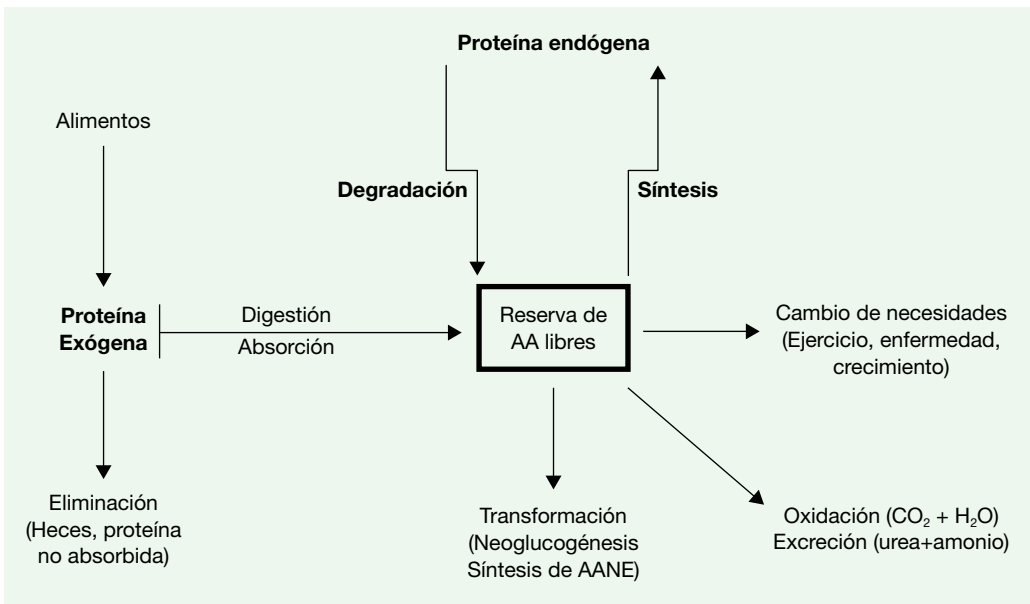 Proteína endógena
Alimentos
Degradación
Síntesis
Proteína
Exógena
Digestión
Absorción
Reserva de
AA libres
Cambio de necesidades
(Ejercicio, enfermedad,
crecimiento)
Eliminación
(Heces, proteína
no absorbida)
Transformación
(Neoglucogénesis
Síntesis de AANE)
Oxidación (CO₂ + H₂O)
Excreción (urea+amonio)